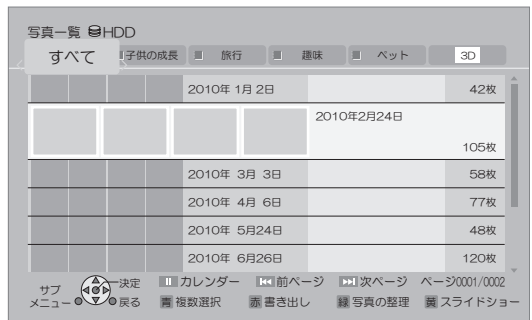 写真一覧 HDD
すべて 子供の成長 旅行 趣味 ペット 3D
2010年 1月 2日 42枚
2010年2月24日
105枚
2010年 3月 3日 58枚
2010年 4月 6日 77枚
2010年 5月24日 48枚
2010年 6月26日 120枚
サブメニュー 決定 戻る
カレンダー 前ページ 次ページ ページ0001/0002
青 複数選択 赤 書き出し 緑 写真の整理 黄 スライドショー